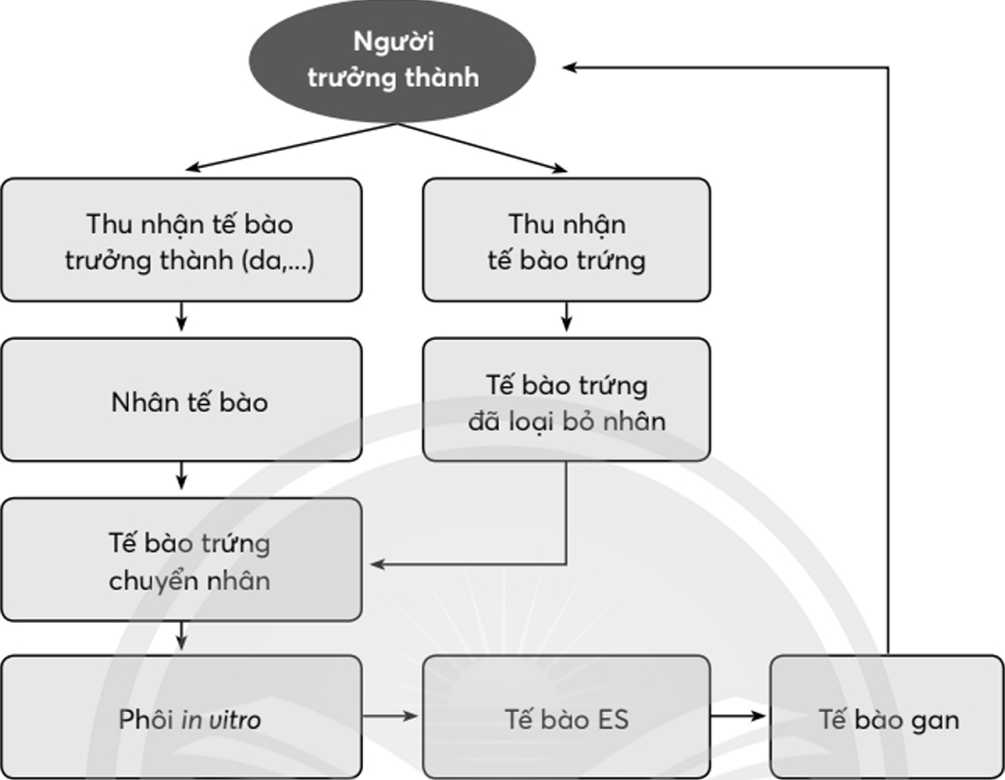 Người
trưởng thành
Thu nhận tế bào
trưởng thành (da,...)
Thu nhận
tế bào trứng
Nhân tế bào
Tế bào trứng
đã loại bỏ nhân
Tế bào trứng
chuyển nhân
Phôi in vitro
Tế bào ES
Tế bào gan